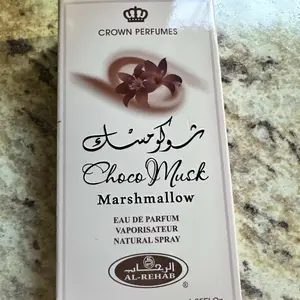 CROWN PERFUMES
شوكو مسك
Choco Musk
Marshmallow
EAU DE PARFUM
VAPORISATEUR
NATURAL SPRAY
الرحاب
AL-REHAB
®